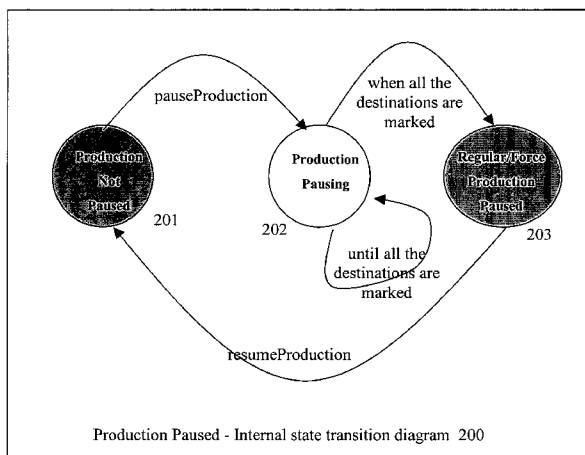 pauseProduction
when all the
destinations are
marked
Production
Not
Paused
201
Production
Pausing
202
Regular/Force
Production
Paused
203
until all the
destinations are
marked
resumeProduction
Production Paused - Internal state transition diagram 200